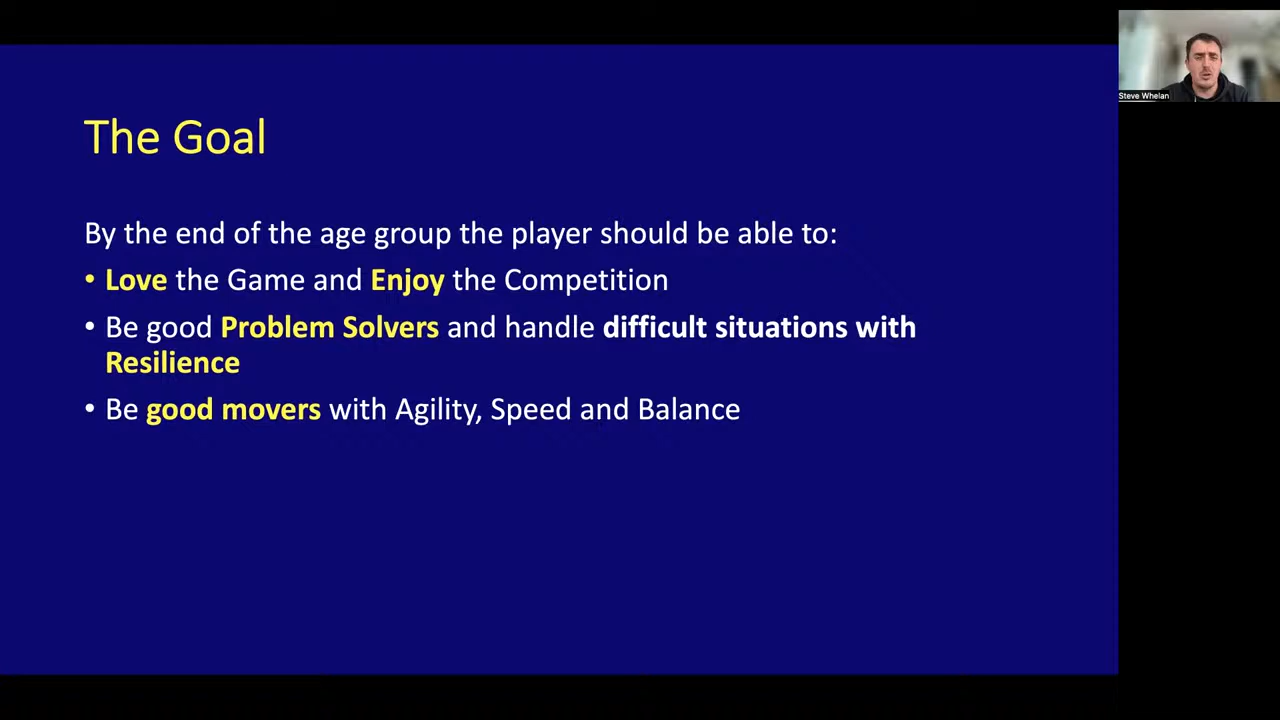 The Goal
By the end of the age group the player should be able to:
• Love the Game and Enjoy the Competition
• Be good Problem Solvers and handle difficult situations with
Resilience
• Be good movers with Agility, Speed and Balance
Steve Whelan